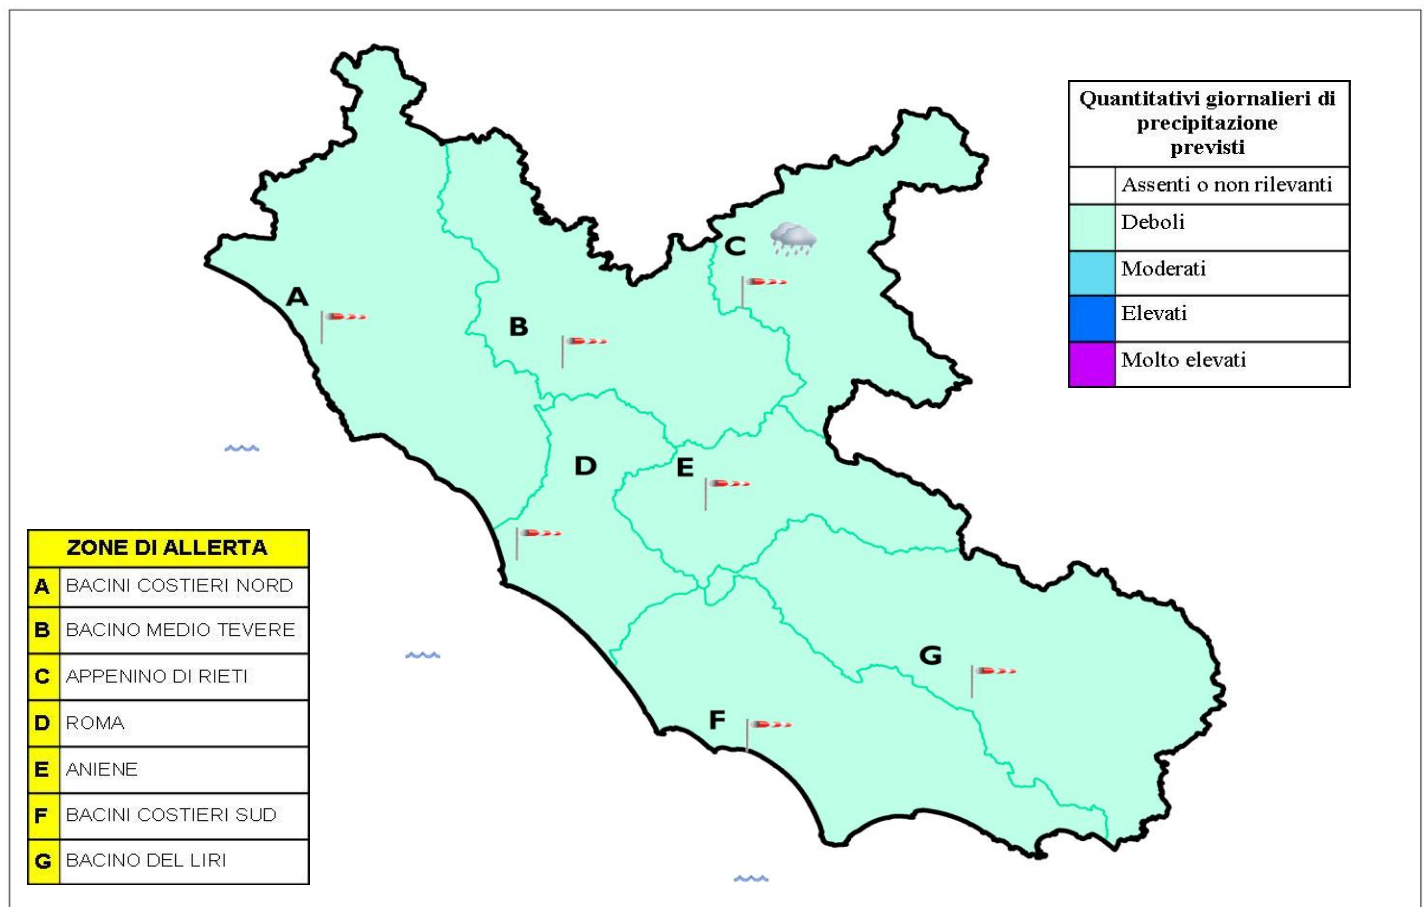 Quantitativi giornalieri di
precipitazione
previsti
Assenti o non rilevanti
Deboli
Moderati
Elevati
Molto elevati
C
A
B
D
E
G
F
ZONE DI ALLERTA
A BACINI COSTIERI NORD
B BACINO MEDIO TEVERE
C APPENINO DI RIETI
D ROMA
E ANIENE
F BACINI COSTIERI SUD
G BACINO DEL LIRI